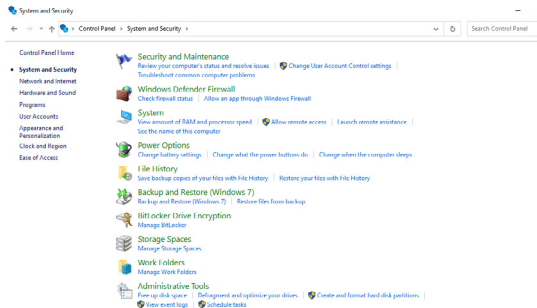 System and Security
Control Panel > System and Security >
Search Control Panel
Control Panel Home
System and Security
Network and Internet
Hardware and Sound
Programs
User Accounts
Appearance and
Personalization
Clock and Region
Ease of Access
Security and Maintenance
Review your computer's status and resolve issues | Change User Account Control settings |
Troubleshoot common computer problems
Windows Defender Firewall
Check firewall status | Allow an app through Windows Firewall
System
View amount of RAM and processor speed | Allow remote access | Launch remote assistance |
See the name of this computer
Power Options
Change battery settings | Change what the power buttons do | Change when the computer sleeps
File History
Save backup copies of your files with File History | Restore your files with File History
Backup and Restore (Windows 7)
Backup and Restore (Windows 7) | Restore files from backup
BitLocker Drive Encryption
Manage BitLocker
Storage Spaces
Manage Storage Spaces
Work Folders
Manage Work Folders
Administrative Tools
Free up disk space | Defragment and optimize your drives | Create and format hard disk partitions |
View event logs | Schedule tasks